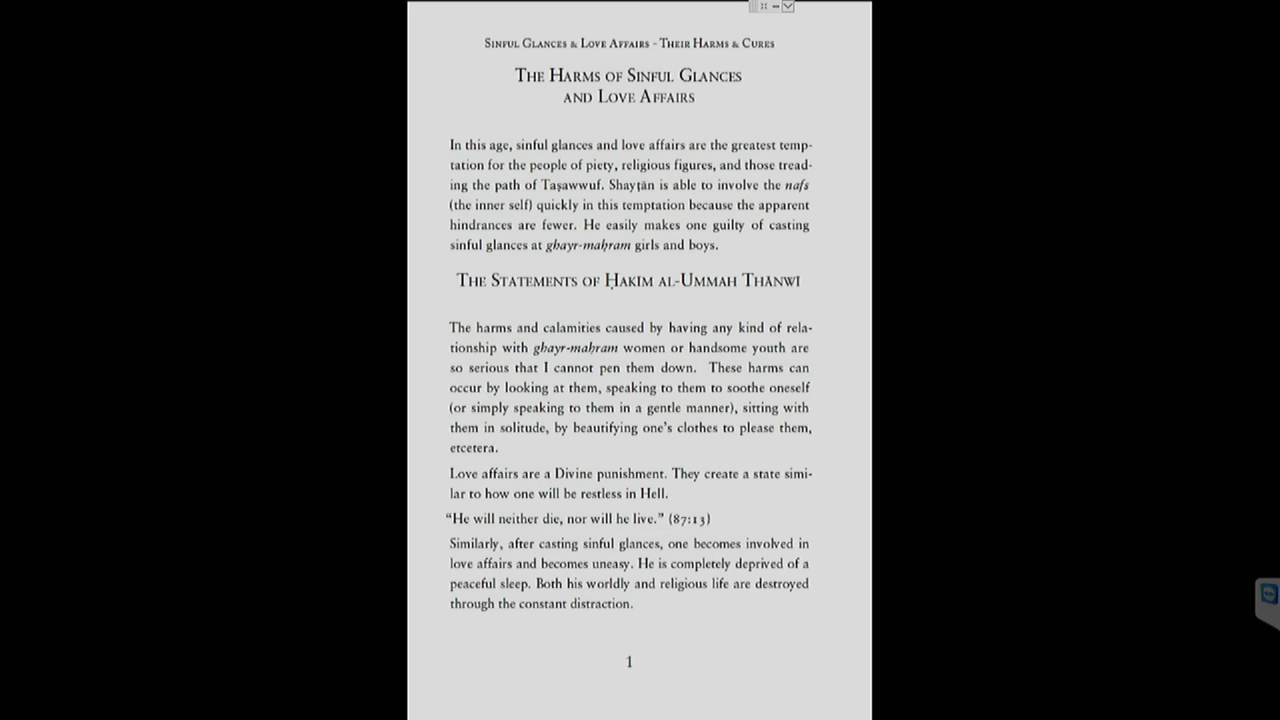 Sinful Glances & Love Affairs - Their Harms & Cures
The Harms of Sinful Glances
and Love Affairs
In this age, sinful glances and love affairs are the greatest temp-
tation for the people of piety, religious figures, and those tread-
ing the path of Taṣawwuf. Shayṭān is able to involve the nafs
(the inner self) quickly in this temptation because the apparent
hindrances are fewer. He easily makes one guilty of casting
sinful glances at ghayr-maḥram girls and boys.
The Statements of Ḥakīm al-Ummah Thānwī
The harms and calamities caused by having any kind of rela-
tionship with ghayr-maḥram women or handsome youth are
so serious that I cannot pen them down. These harms can
occur by looking at them, speaking to them to soothe oneself
(or simply speaking to them in a gentle manner), sitting with
them in solitude, by beautifying one's clothes to please them,
etcetera.
Love affairs are a Divine punishment. They create a state simi-
lar to how one will be restless in Hell.
“He will neither die, nor will he live.” (87:13)
Similarly, after casting sinful glances, one becomes involved in
love affairs and becomes uneasy. He is completely deprived of a
peaceful sleep. Both his worldly and religious life are destroyed
through the constant distraction.
1